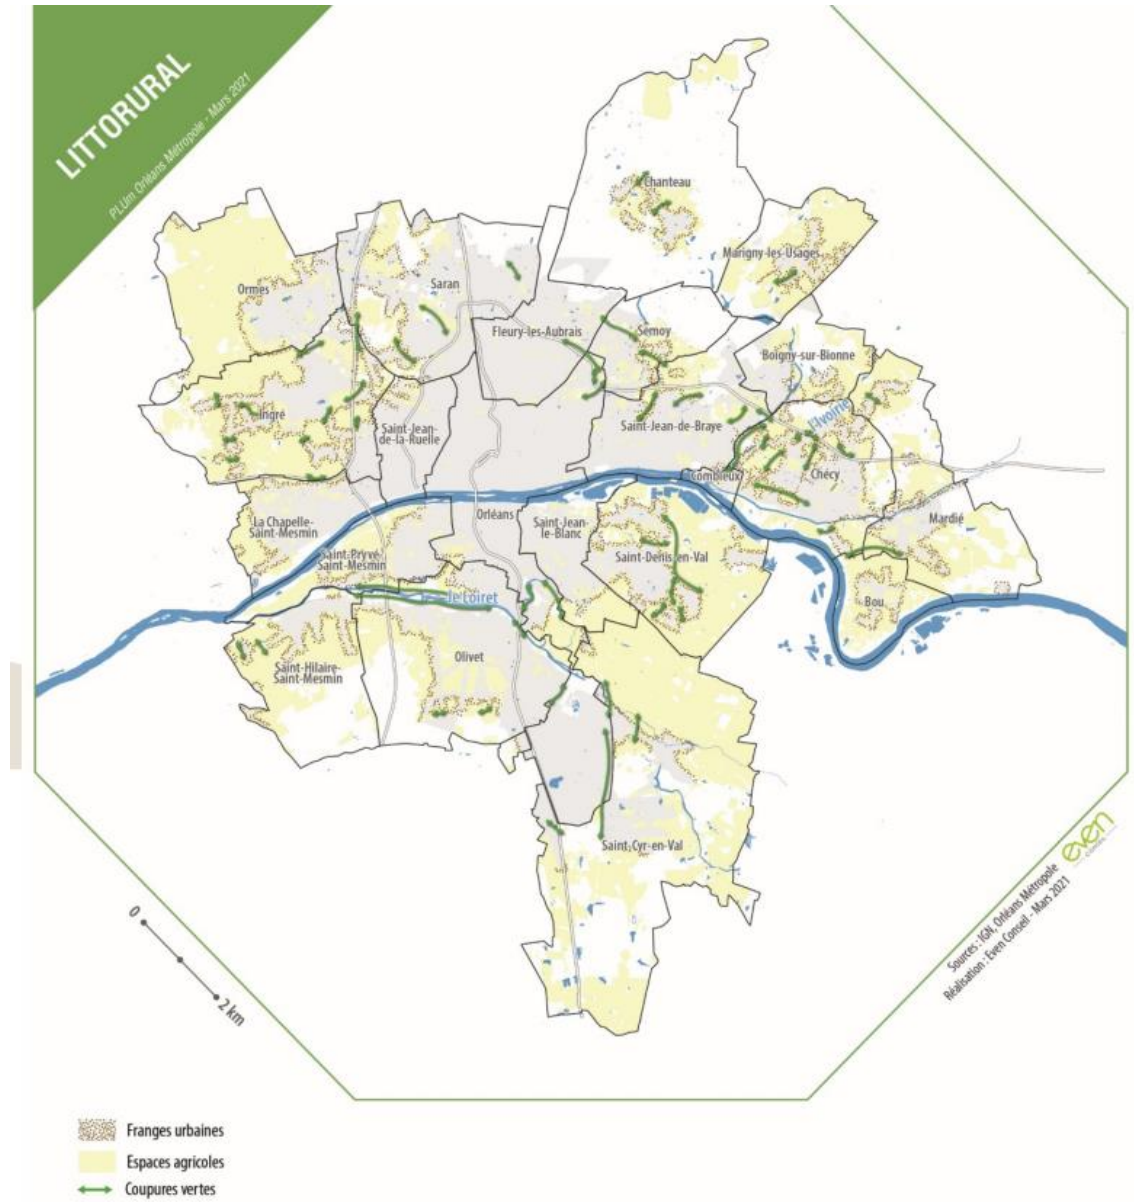 LITTORURAL
PLUm Orléans Métropole - Mars 2021
Chanteau
Marigny-les-Usages
Ormes
Saran
Fleury-les-Aubrais
Semoy
Boigny-sur-Bionne
Ingré
Saint-Jean-
de-la-Ruelle
Saint-Jean-de-Braye
l'Ivoirie
Combleux
Chécy
La Chapelle-
Saint-Mesmin
Orléans
Saint-Jean-
le-Blanc
Mardié
Saint-Pryvé-
Saint-Mesmin
Saint-Denis-en-Val
le Loiret
Bou
Saint-Hilaire-
Saint-Mesmin
Olivet
Saint-Cyr-en-Val
0
2 km
even
Sources : IGN, Orléans Métropole
Réalisation : Even Conseil - Mars 2021
Franges urbaines
Espaces agricoles
Coupures vertes